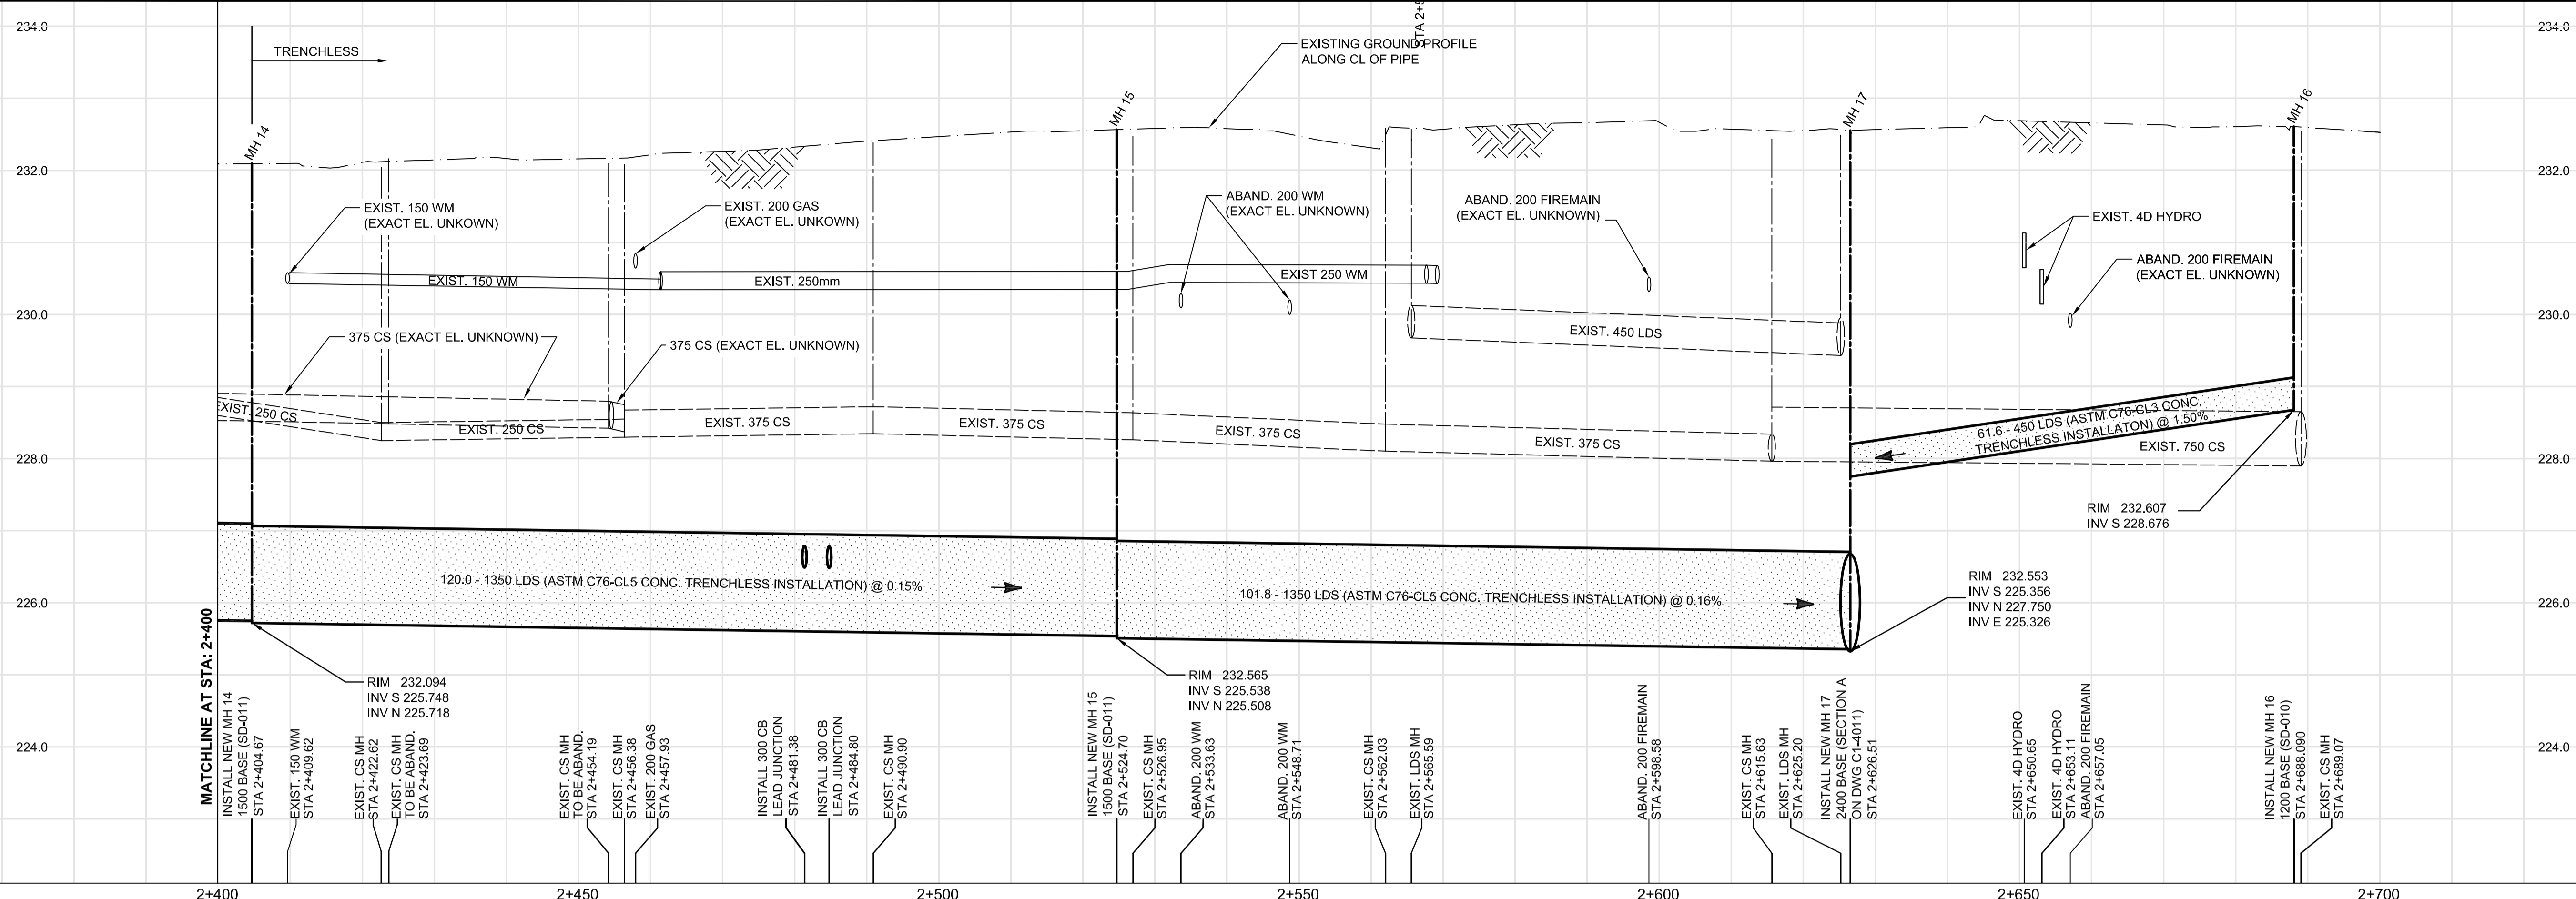 234.0
232.0
230.0
228.0
226.0
224.0
234.0
232.0
230.0
228.0
226.0
224.0
TRENCHLESS
STA 2+5
EXISTING GROUND PROFILE
ALONG CL OF PIPE
MH 14
MH 15
MH 17
MH 16
EXIST. 150 WM
(EXACT EL. UNKOWN)
EXIST. 200 GAS
(EXACT EL. UNKOWN)
ABAND. 200 WM
(EXACT EL. UNKNOWN)
ABAND. 200 FIREMAIN
(EXACT EL. UNKNOWN)
EXIST. 4D HYDRO
ABAND. 200 FIREMAIN
(EXACT EL. UNKNOWN)
EXIST. 150 WM
EXIST. 250mm
EXIST 250 WM
EXIST. 450 LDS
375 CS (EXACT EL. UNKNOWN)
375 CS (EXACT EL. UNKNOWN)
EXIST. 250 CS
EXIST. 250 CS
EXIST. 375 CS
EXIST. 375 CS
EXIST. 375 CS
EXIST. 375 CS
61.6 - 450 LDS (ASTM C76-CL3 CONC.
TRENCHLESS INSTALLATON) @ 1.50%
EXIST. 750 CS
RIM 232.607
INV S 228.676
120.0 - 1350 LDS (ASTM C76-CL5 CONC. TRENCHLESS INSTALLATION) @ 0.15%
101.8 - 1350 LDS (ASTM C76-CL5 CONC. TRENCHLESS INSTALLATION) @ 0.16%
RIM 232.553
INV S 225.356
INV N 227.750
INV E 225.326
RIM 232.094
INV S 225.748
INV N 225.718
RIM 232.565
INV S 225.538
INV N 225.508
MATCHLINE AT STA: 2+400
INSTALL NEW MH 14
1500 BASE (SD-011)
STA 2+404.67
EXIST. 150 WM
STA 2+409.62
EXIST. CS MH
STA 2+422.62
EXIST. CS MH
TO BE ABAND.
STA 2+423.69
EXIST. CS MH
TO BE ABAND.
STA 2+454.19
EXIST. CS MH
STA 2+456.38
EXIST. 200 GAS
STA 2+457.93
INSTALL 300 CB
LEAD JUNCTION
STA 2+481.38
INSTALL 300 CB
LEAD JUNCTION
STA 2+484.80
EXIST. CS MH
STA 2+490.90
INSTALL NEW MH 15
1500 BASE (SD-011)
STA 2+524.70
EXIST. CS MH
STA 2+526.95
ABAND. 200 WM
STA 2+533.63
ABAND. 200 WM
STA 2+548.71
EXIST. CS MH
STA 2+562.03
EXIST. LDS MH
STA 2+565.59
ABAND. 200 FIREMAIN
STA 2+598.58
EXIST. CS MH
STA 2+615.63
EXIST. LDS MH
STA 2+625.20
INSTALL NEW MH 17
2400 BASE (SECTION A
ON DWG C1-4011)
STA 2+626.51
EXIST. 4D HYDRO
STA 2+650.65
EXIST. 4D HYDRO
STA 2+653.11
ABAND. 200 FIREMAIN
STA 2+657.05
INSTALL NEW MH 16
1200 BASE (SD-010)
STA 2+688.090
EXIST. CS MH
STA 2+689.07
2+400
2+450
2+500
2+550
2+600
2+650
2+700